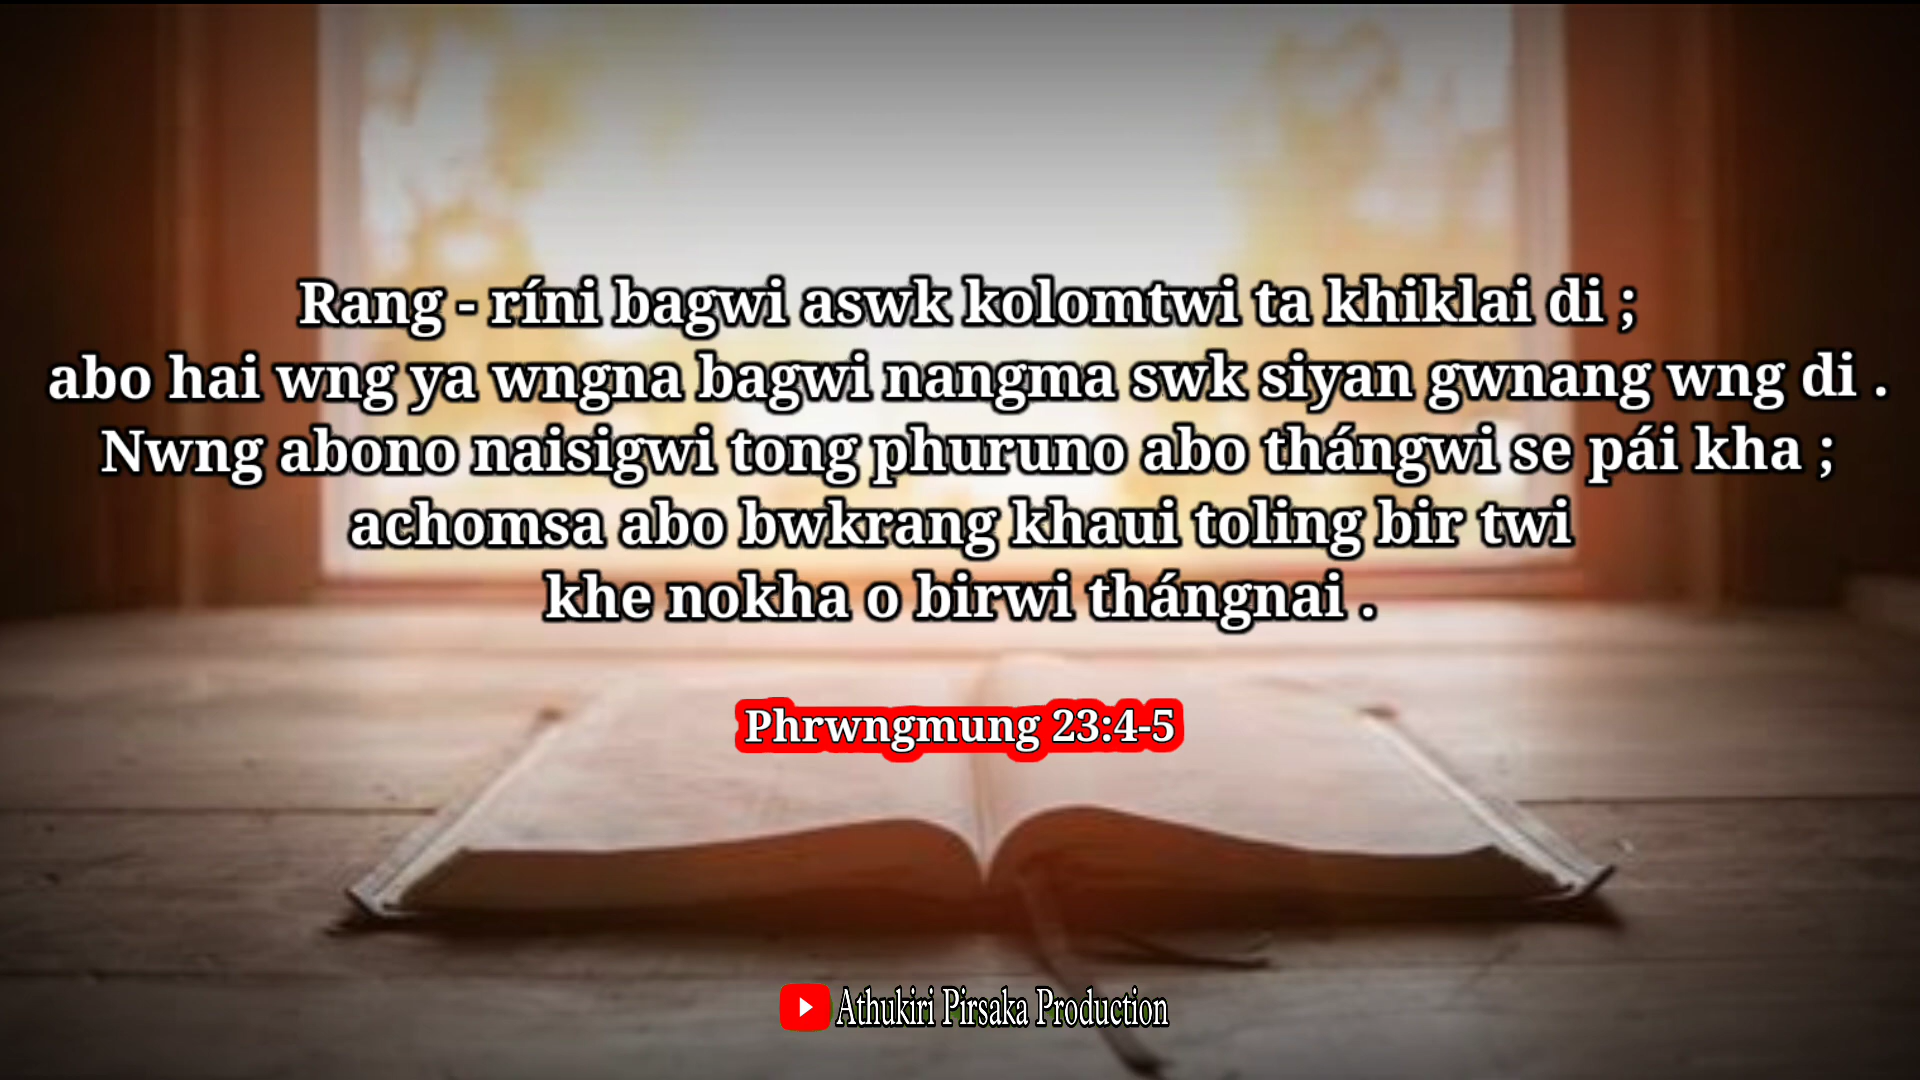 Rang - ríni bagwi aswk kolomtwi ta khiklai di ;
abo hai wng ya wngna bagwi nangma swk siyan gwnang wng di .
Nwng abono naisigwi tong phuruno abo thángwi se pái kha ;
achomsa abo bwkrang khaui toling bir twi
khe nokha o birwi thángnai .
Phrwngmung 23:4-5
Athukiri Pirsaka Production